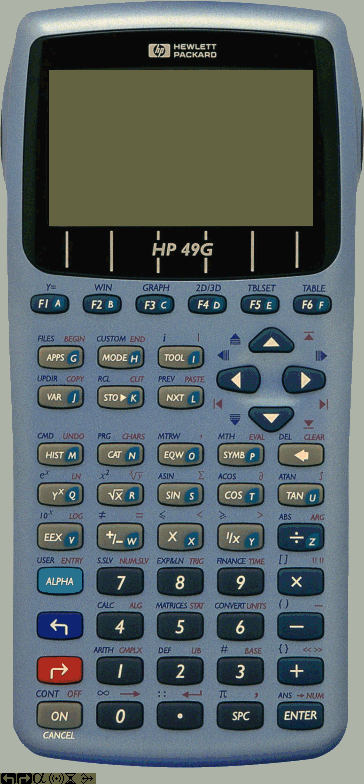 hp HEWLETT
PACKARD
HP 49G
Y= WIN GRAPH 2D/3D TBLSET TABLE
F1 A F2 B F3 C F4 D F5 E F6 F
FILES BEGIN CUSTOM END i |
APPS G MODE H TOOL I
UPDIR COPY RCL CUT PREV PASTE
VAR J STO▶ K NXT L
CMD UNDO PRG CHARS MTRW ' MTH EVAL DEL CLEAR
HIST M CAT N EQW O SYMB P
eˣ LN x² ˣ√y ASIN Σ ACOS ∂ ATAN ∫
Yˣ Q √x R SIN S COS T TAN U
10ˣ LOG ≠ = ≤ < ≥ > ABS ARG
EEX V +/− W X X 1/X Y ÷ Z
USER ENTRY S.SLV NUM.SLV EXP&LN TRIG FINANCE TIME [ ] " "
ALPHA 7 8 9 ×
CALC ALG MATRICES STAT CONVERT UNITS ( ) _
4 5 6 −
ARITH CMPLX DEF LIB # BASE { } « »
1 2 3 +
CONT OFF ∞ → : : ↵ π , ANS →NUM
ON 0 • SPC ENTER
CANCEL